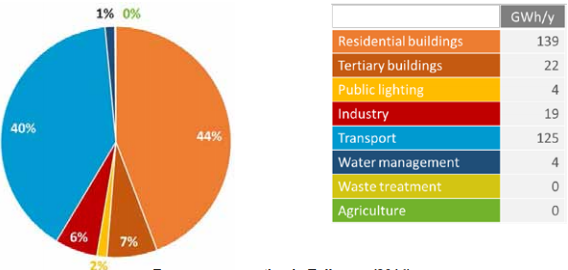 1% 0%
40%
44%
6%
7%
2%
GWh/y
Residential buildings 139
Tertiary buildings 22
Public lighting 4
Industry 19
Transport 125
Water management 4
Waste treatment 0
Agriculture 0